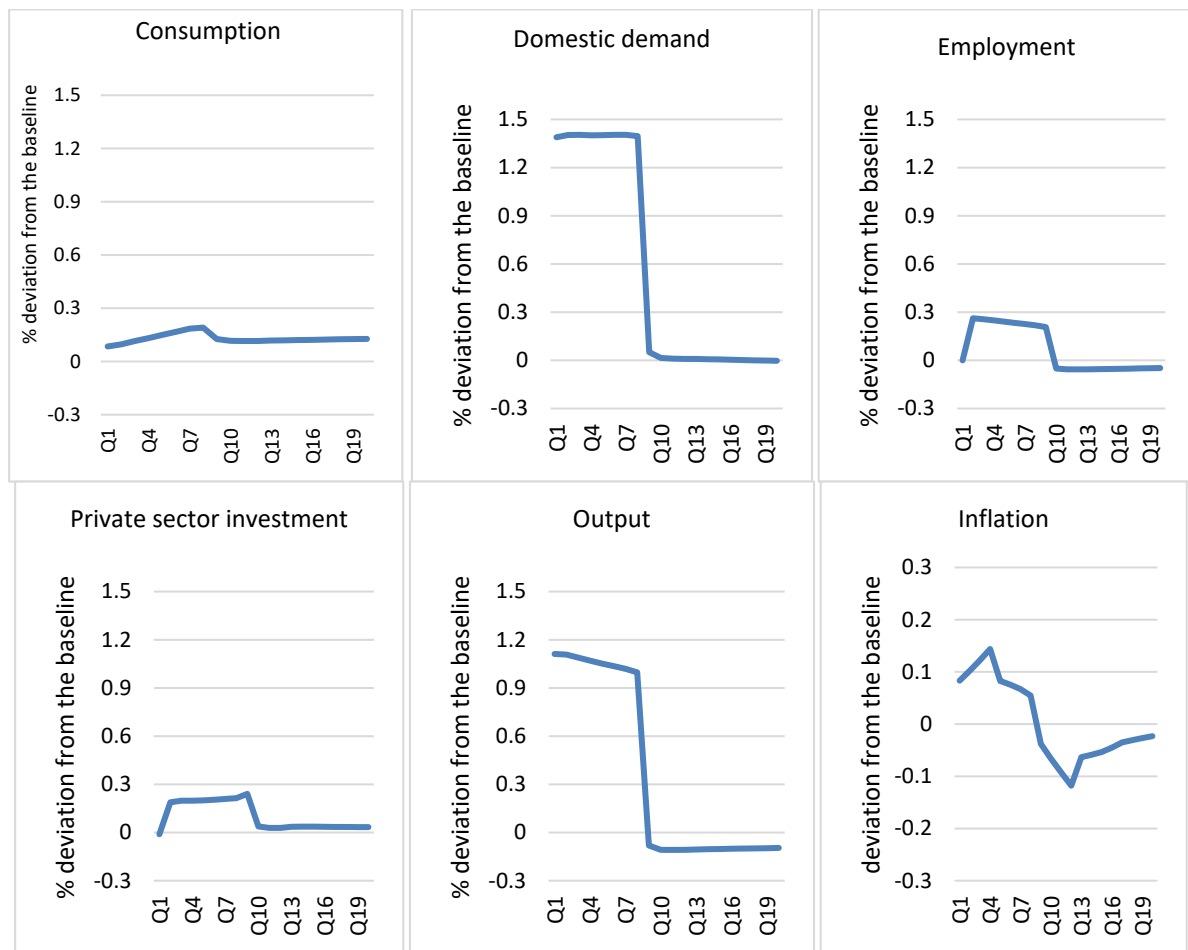 Consumption
% deviation from the baseline
1.5
1.2
0.9
0.6
0.3
0
-0.3
Q1 Q4 Q7 Q10 Q13 Q16 Q19
Domestic demand
% deviation from the baseline
1.5
1.2
0.9
0.6
0.3
0.0
-0.3
Q1 Q4 Q7 Q10 Q13 Q16 Q19
Employment
% deviation from the baseline
1.5
1.2
0.9
0.6
0.3
0
-0.3
Q1 Q4 Q7 Q10 Q13 Q16 Q19
Private sector investment
% deviation from the baseline
1.5
1.2
0.9
0.6
0.3
0
-0.3
Q1 Q4 Q7 Q10 Q13 Q16 Q19
Output
% deviation from the baseline
1.5
1.2
0.9
0.6
0.3
0
-0.3
Q1 Q4 Q7 Q10 Q13 Q16 Q19
Inflation
deviation from the baseline
0.3
0.2
0.1
0
-0.1
-0.2
-0.3
Q1 Q4 Q7 Q10 Q13 Q16 Q19